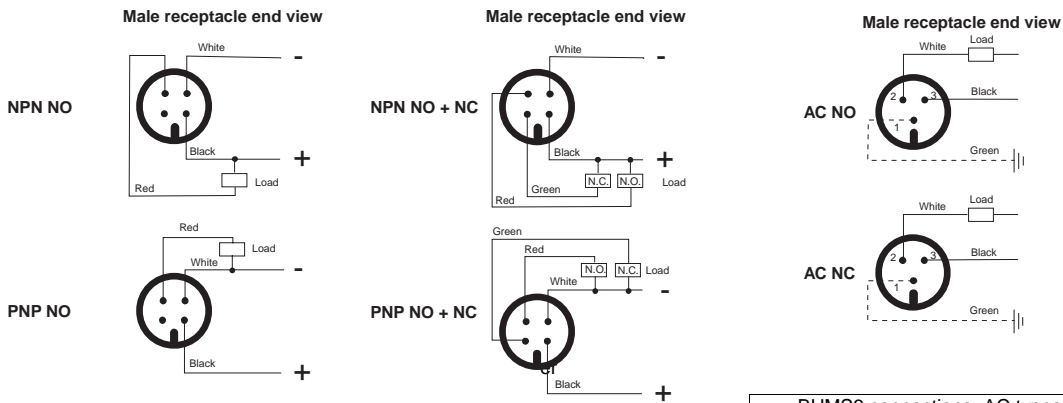 Male receptacle end view
White
-
NPN NO
Black
+
Load
Red
Red
Load
White
-
PNP NO
Black
+
Male receptacle end view
White
-
NPN NO + NC
Black
+
N.C.
N.O.
Load
Green
Red
Green
Red
N.O.
N.C.
Load
White
-
PNP NO + NC
Black
+
Male receptacle end view
Load
White
2
3
Black
AC NO
1
Green
Load
White
2
3
Black
AC NC
1
Green